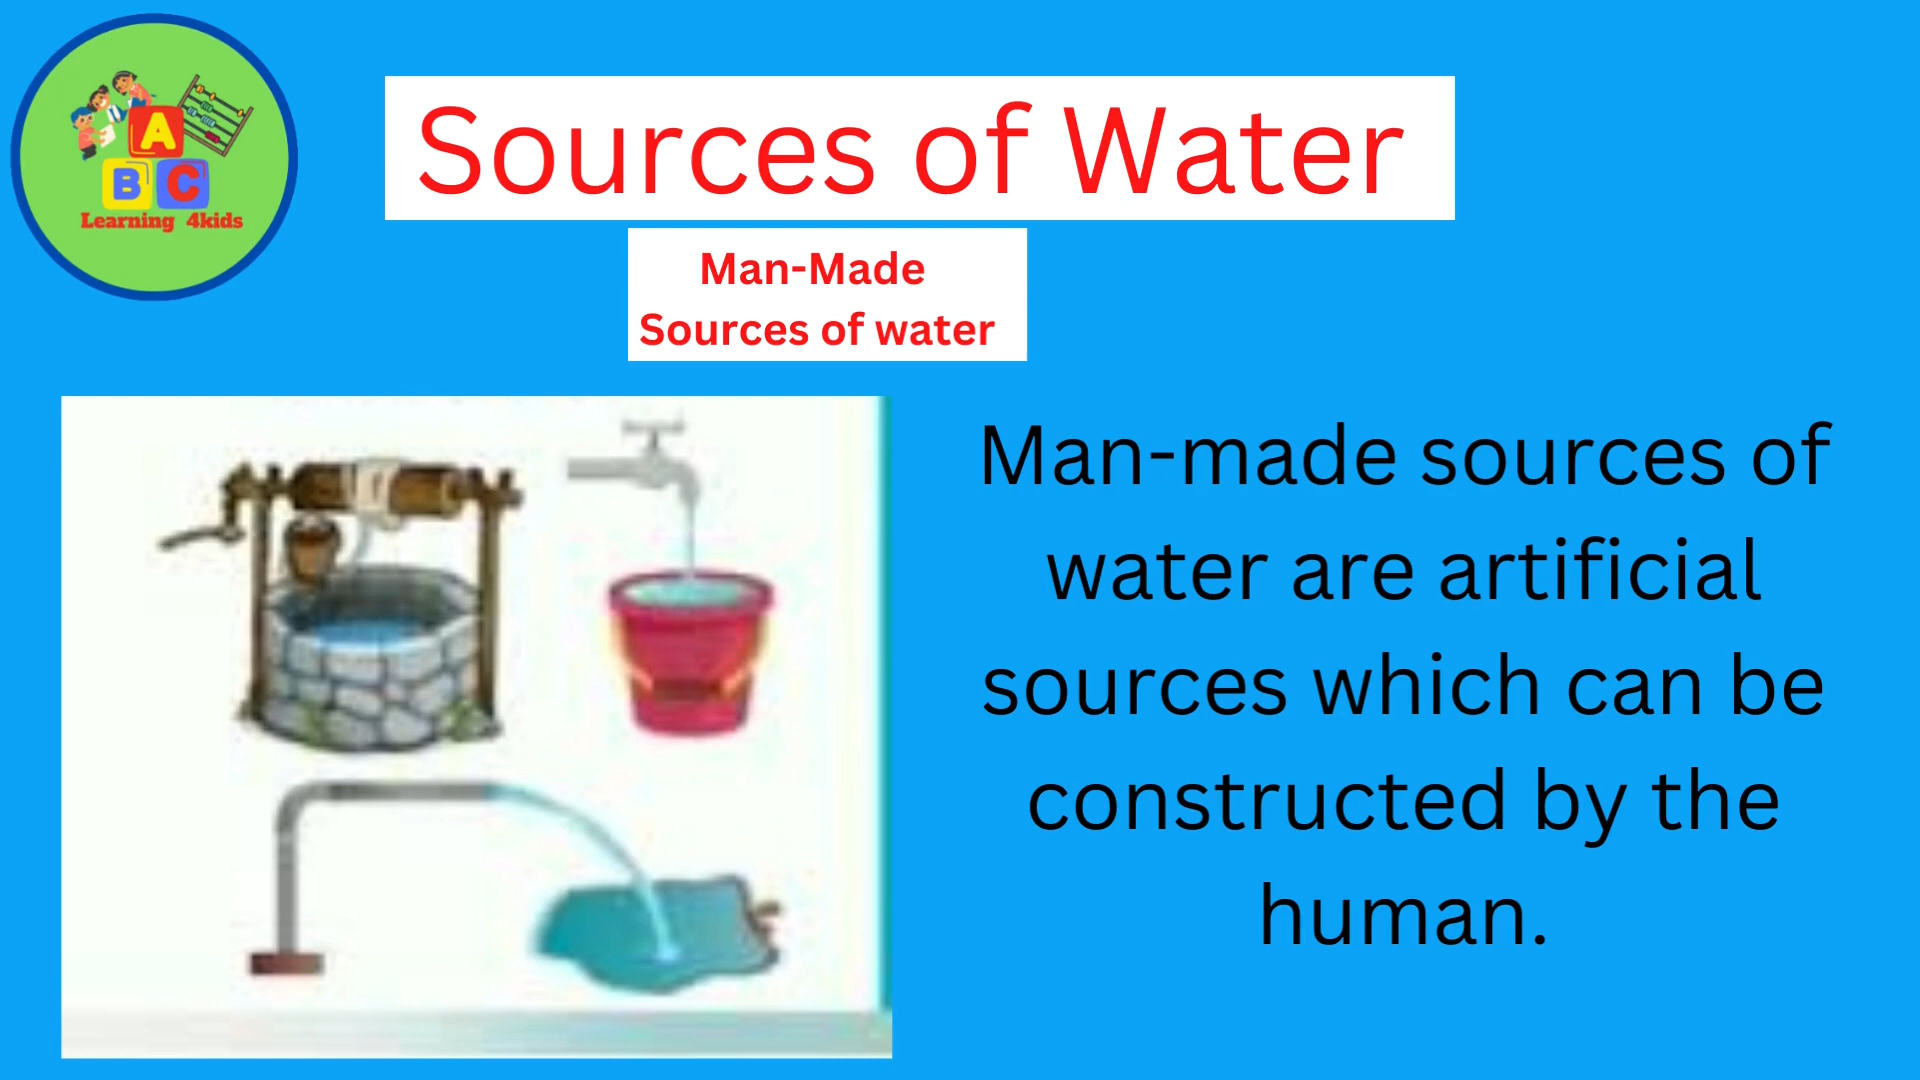 A
B C
Learning 4kids
Sources of Water
Man-Made
Sources of water
Man-made sources of
water are artificial
sources which can be
constructed by the
human.